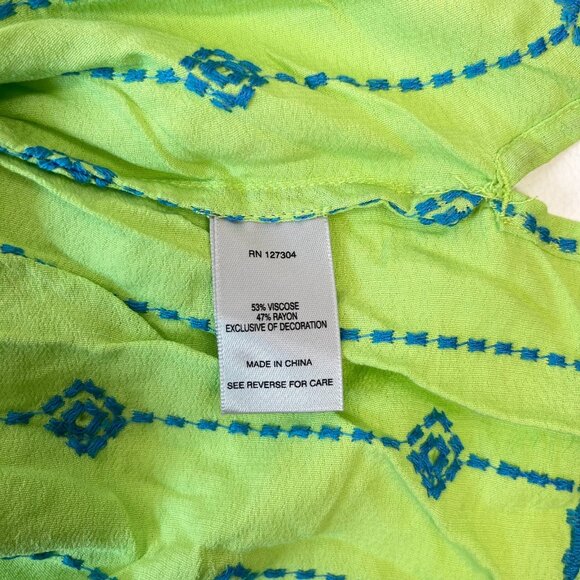 RN 127304
53% VISCOSE
47% RAYON
EXCLUSIVE OF DECORATION
MADE IN CHINA
SEE REVERSE FOR CARE